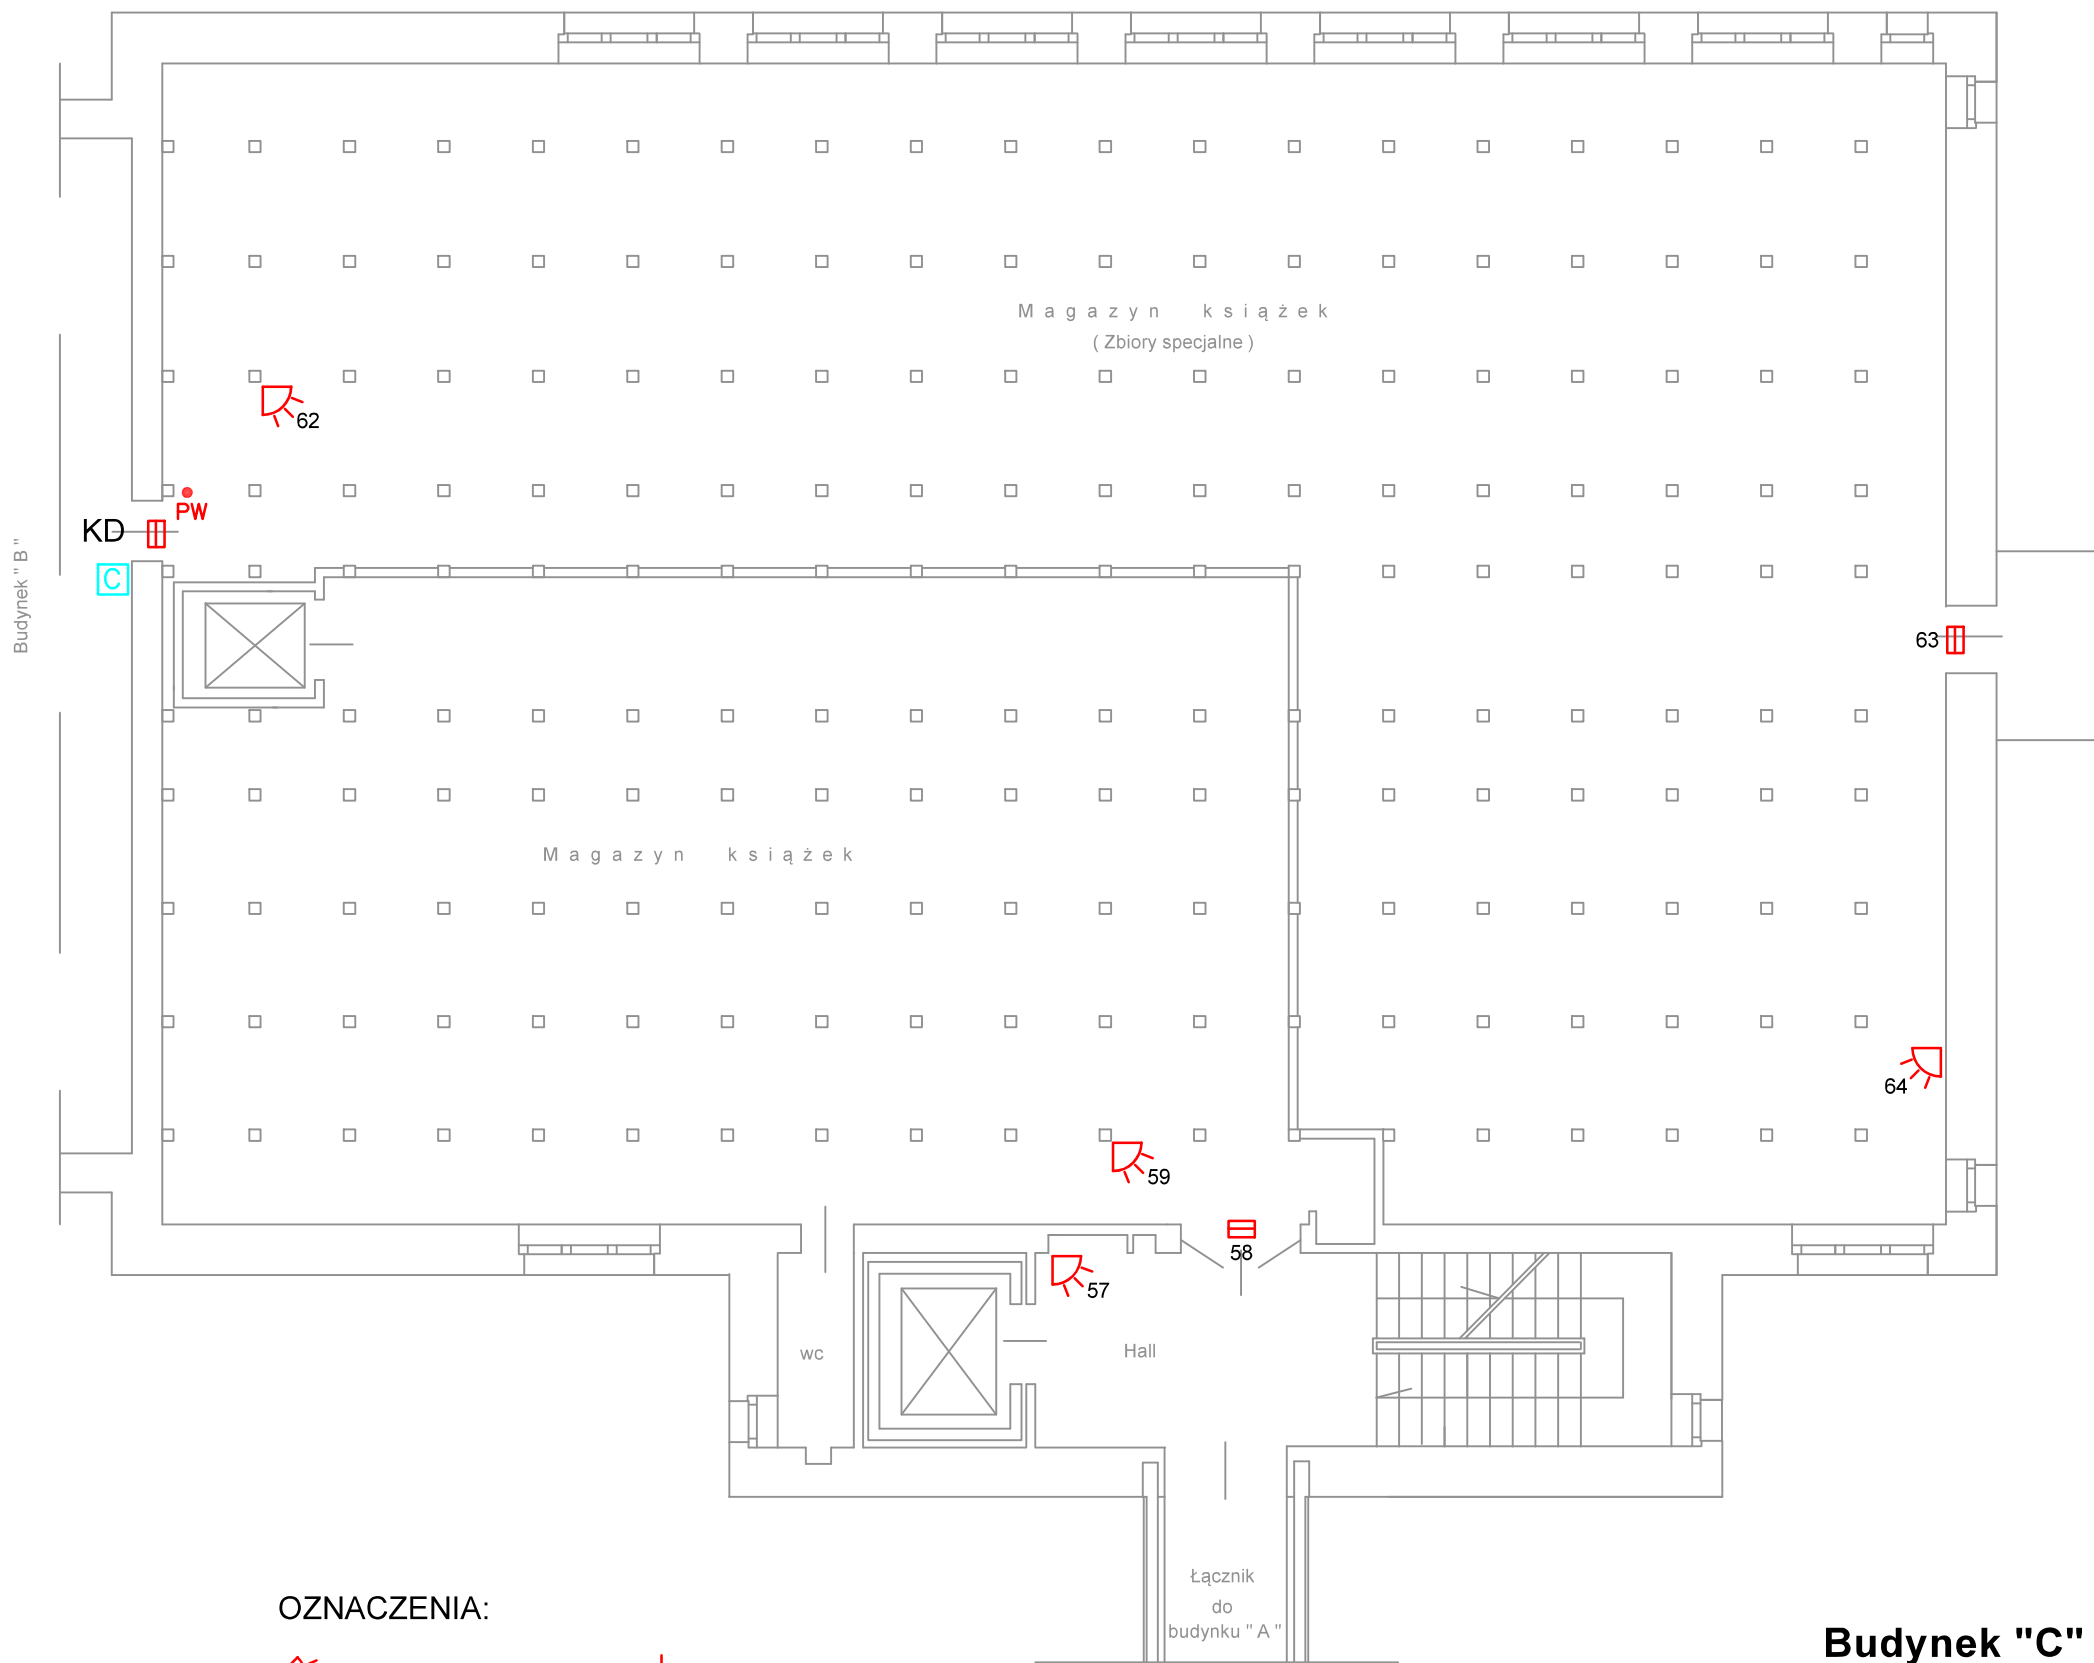 Magazyn książek
( Zbiory specjalne )
62
PW
KD
C
Budynek " B "
63
Magazyn książek
64
59
58
57
wc
Hall
Łącznik
do
budynku " A "
OZNACZENIA:
Budynek "C"